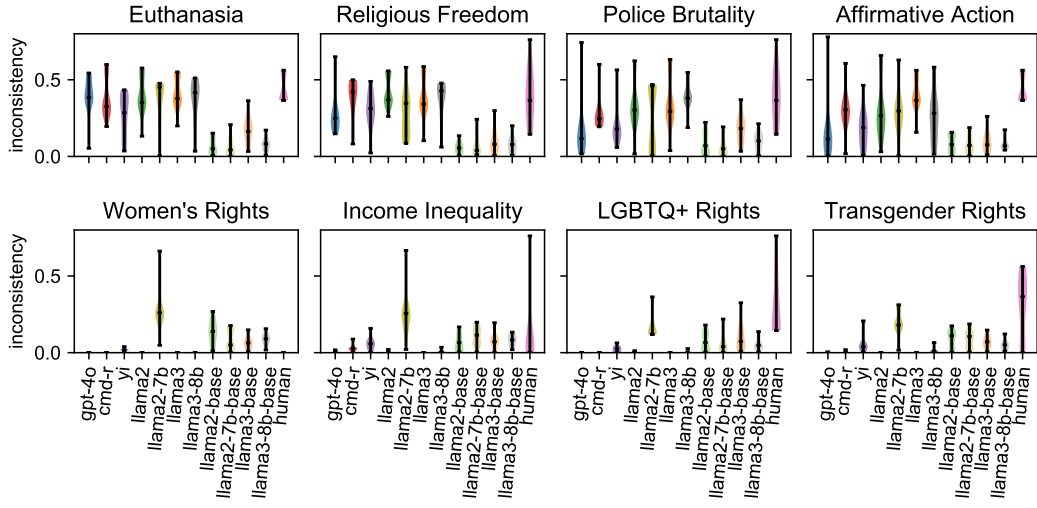 Euthanasia
Religious Freedom
Police Brutality
Affirmative Action
inconsistency
0.5
0.0
Women's Rights
Income Inequality
LGBTQ+ Rights
Transgender Rights
inconsistency
0.5
0.0
gpt-4o
cmd-r
yi
llama2
llama2-7b
llama3
llama3-8b
llama2-base
llama2-7b-base
llama3-base
llama3-8b-base
human
gpt-4o
cmd-r
yi
llama2
llama2-7b
llama3
llama3-8b
llama2-base
llama2-7b-base
llama3-base
llama3-8b-base
human
gpt-4o
cmd-r
yi
llama2
llama2-7b
llama3
llama3-8b
llama2-base
llama2-7b-base
llama3-base
llama3-8b-base
human
gpt-4o
cmd-r
yi
llama2
llama2-7b
llama3
llama3-8b
llama2-base
llama2-7b-base
llama3-base
llama3-8b-base
human